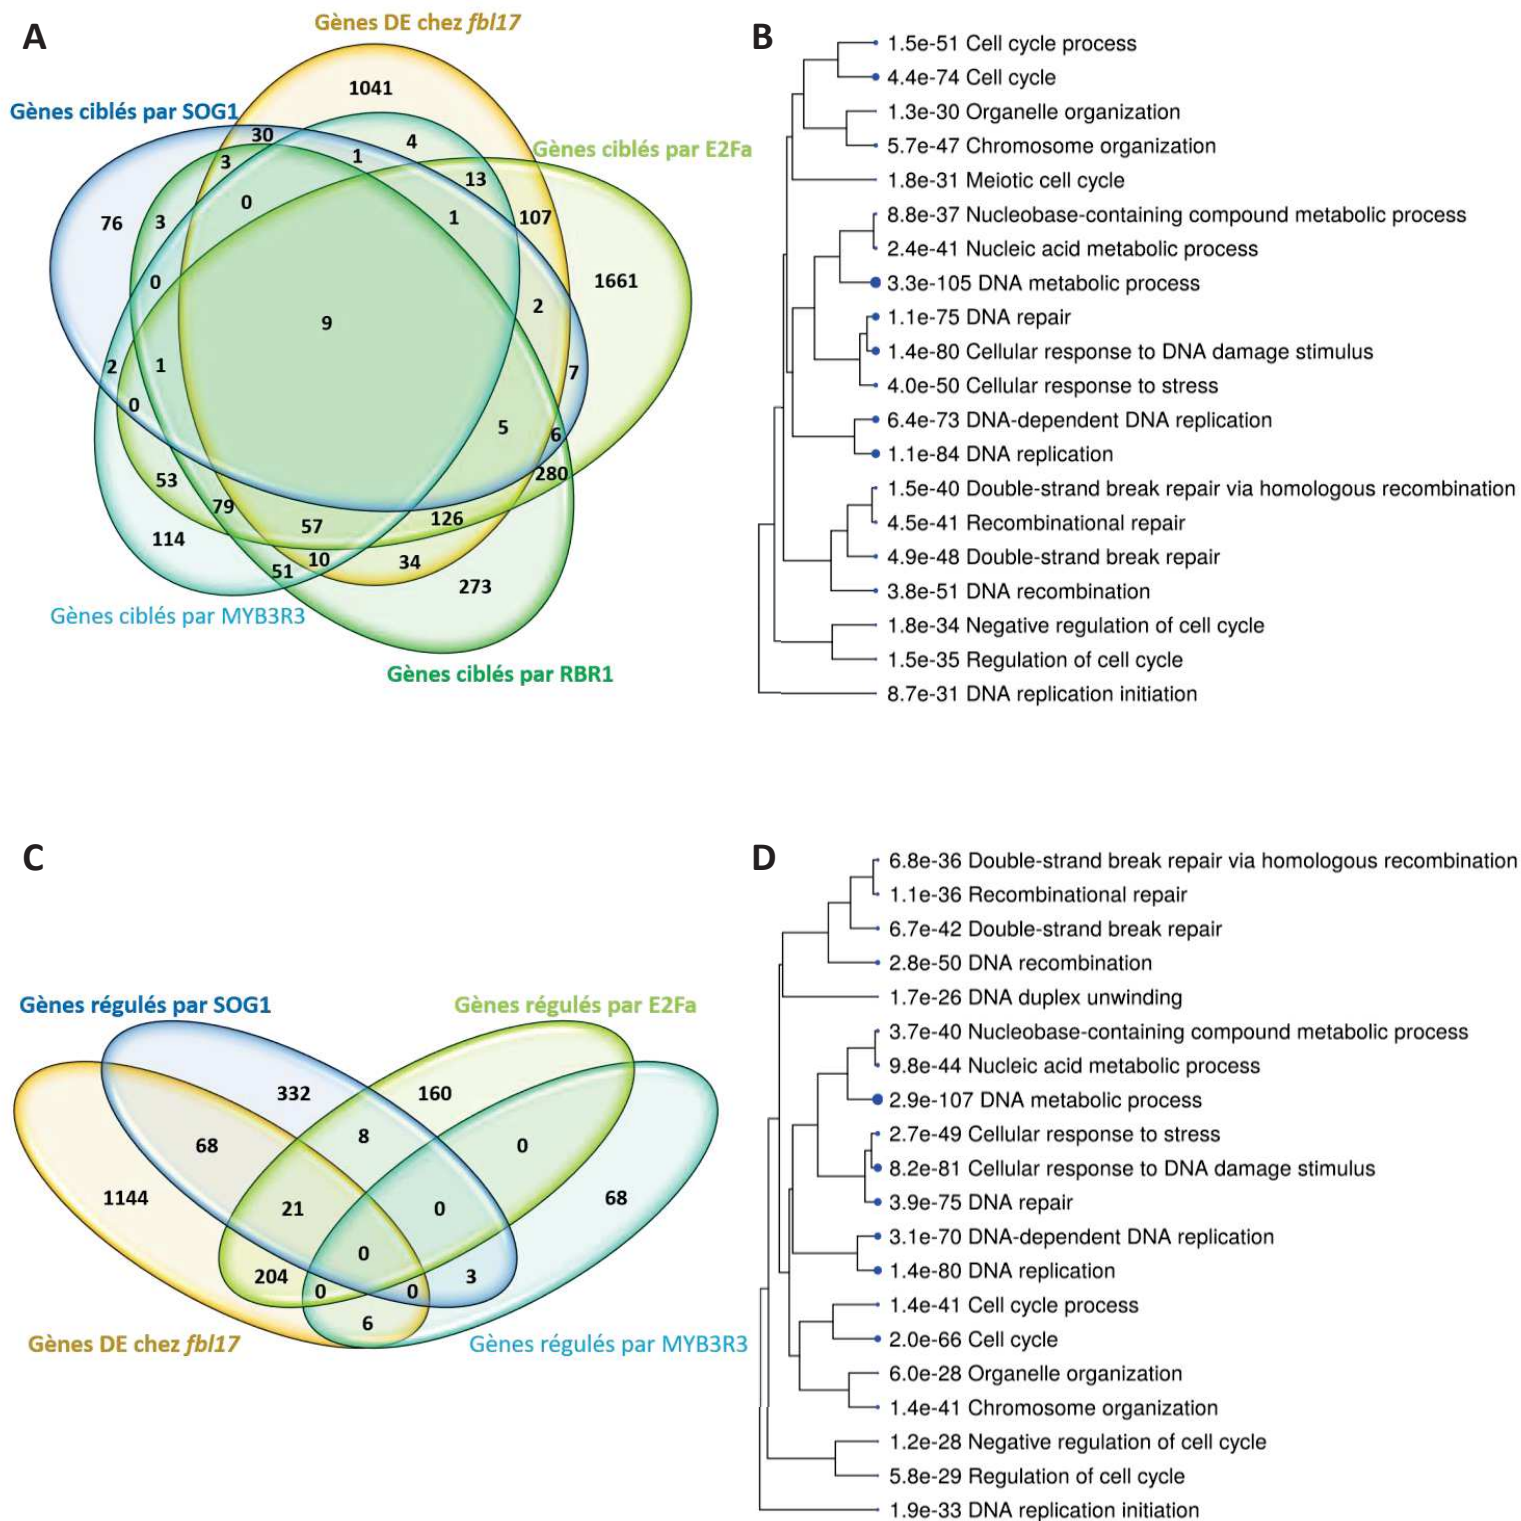 A
Gènes DE chez fbl17
Gènes ciblés par SOG1
Gènes ciblés par E2Fa
1041
30
4
3
1
13
0
1
107
76
3
1661
0
2
9
2
1
7
0
5
6
53
280
79
57
126
114
10
34
51
273
Gènes ciblés par MYB3R3
Gènes ciblés par RBR1
B
1.5e-51 Cell cycle process
4.4e-74 Cell cycle
1.3e-30 Organelle organization
5.7e-47 Chromosome organization
1.8e-31 Meiotic cell cycle
8.8e-37 Nucleobase-containing compound metabolic process
2.4e-41 Nucleic acid metabolic process
3.3e-105 DNA metabolic process
1.1e-75 DNA repair
1.4e-80 Cellular response to DNA damage stimulus
4.0e-50 Cellular response to stress
6.4e-73 DNA-dependent DNA replication
1.1e-84 DNA replication
1.5e-40 Double-strand break repair via homologous recombination
4.5e-41 Recombinational repair
4.9e-48 Double-strand break repair
3.8e-51 DNA recombination
1.8e-34 Negative regulation of cell cycle
1.5e-35 Regulation of cell cycle
8.7e-31 DNA replication initiation
C
Gènes régulés par SOG1
Gènes régulés par E2Fa
332
160
8
68
0
1144
21
0
68
0
204
0
0
3
6
Gènes DE chez fbl17
Gènes régulés par MYB3R3
D
6.8e-36 Double-strand break repair via homologous recombination
1.1e-36 Recombinational repair
6.7e-42 Double-strand break repair
2.8e-50 DNA recombination
1.7e-26 DNA duplex unwinding
3.7e-40 Nucleobase-containing compound metabolic process
9.8e-44 Nucleic acid metabolic process
2.9e-107 DNA metabolic process
2.7e-49 Cellular response to stress
8.2e-81 Cellular response to DNA damage stimulus
3.9e-75 DNA repair
3.1e-70 DNA-dependent DNA replication
1.4e-80 DNA replication
1.4e-41 Cell cycle process
2.0e-66 Cell cycle
6.0e-28 Organelle organization
1.4e-41 Chromosome organization
1.2e-28 Negative regulation of cell cycle
5.8e-29 Regulation of cell cycle
1.9e-33 DNA replication initiation